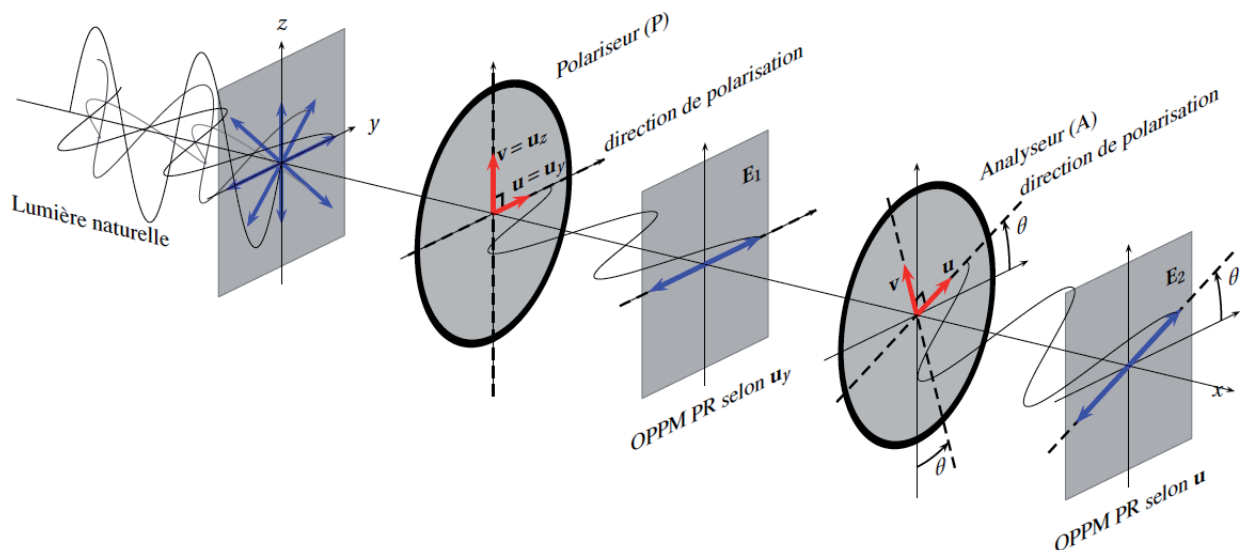 z
y
Lumière naturelle
Polariseur (P)
direction de polarisation
v = u_z
u = u_y
E₁
OPPM PR selon u_y
Analyseur (A)
direction de polarisation
θ
v
u
θ
E₂
θ
x
OPPM PR selon u